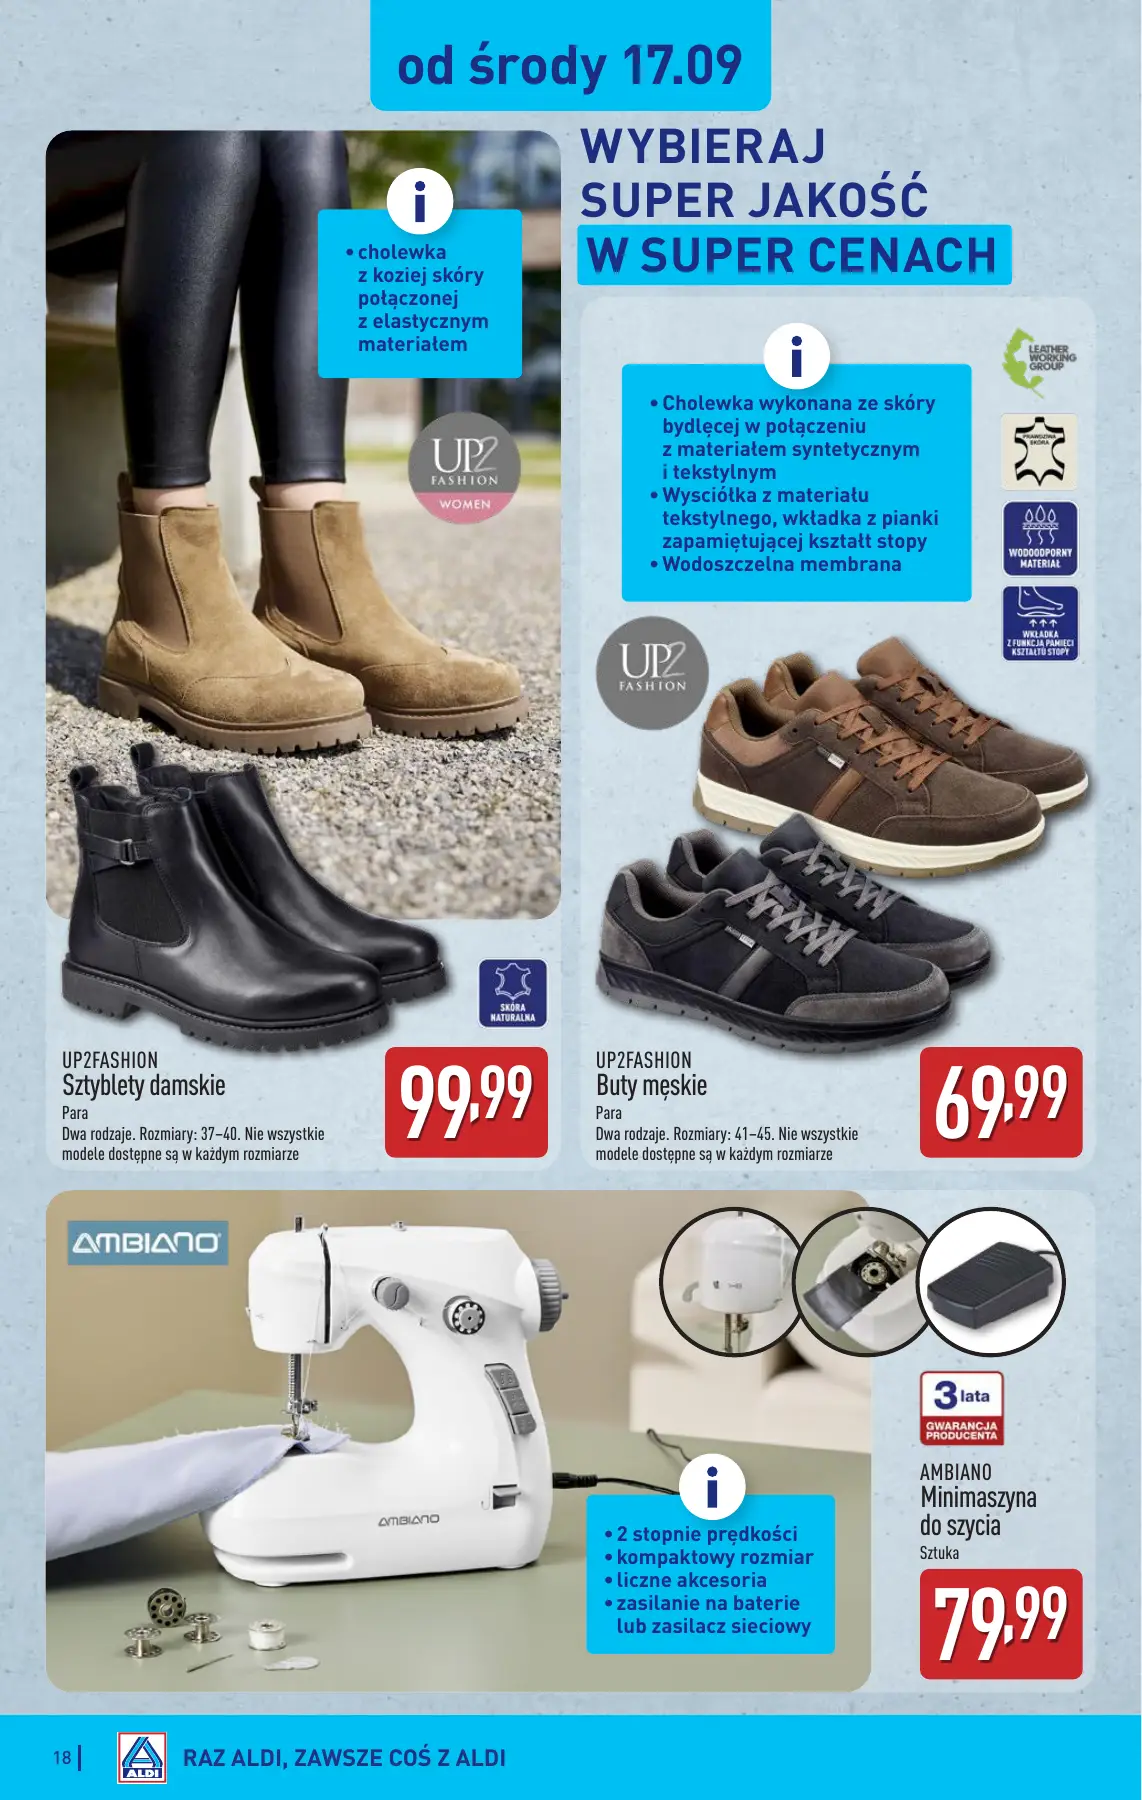 od środy 17.09
WYBIERAJ
SUPER JAKOŚĆ
W SUPER CENACH
i
• cholewka
z koziej skóry
połączonej
z elastycznym
materiałem
UP2
FASHION
WOMEN
SKÓRA
NATURALNA
UP2FASHION
Sztyblety damskie
Para
Dwa rodzaje. Rozmiary: 37–40. Nie wszystkie
modele dostępne są w każdym rozmiarze
99,99
i
• Cholewka wykonana ze skóry
bydlęcej w połączeniu
z materiałem syntetycznym
i tekstylnym
• Wysciółka z materiału
tekstylnego, wkładka z pianki
zapamiętującej kształt stopy
• Wodoszczelna membrana
LEATHER
WORKING
GROUP
PRAWDZIWA
SKÓRA
WODOODPORNY
MATERIAŁ
WKŁADKA
Z FUNKCJĄ PAMIĘCI
KSZTAŁTU STOPY
UP2
FASHION
UP2FASHION
Buty męskie
Para
Dwa rodzaje. Rozmiary: 41–45. Nie wszystkie
modele dostępne są w każdym rozmiarze
69,99
AMBIANO
AMBIANO
i
• 2 stopnie prędkości
• kompaktowy rozmiar
• liczne akcesoria
• zasilanie na baterie
lub zasilacz sieciowy
3 lata
GWARANCJA
PRODUCENTA
AMBIANO
Minimaszyna
do szycia
Sztuka
79,99
18
ALDI
RAZ ALDI, ZAWSZE COŚ Z ALDI